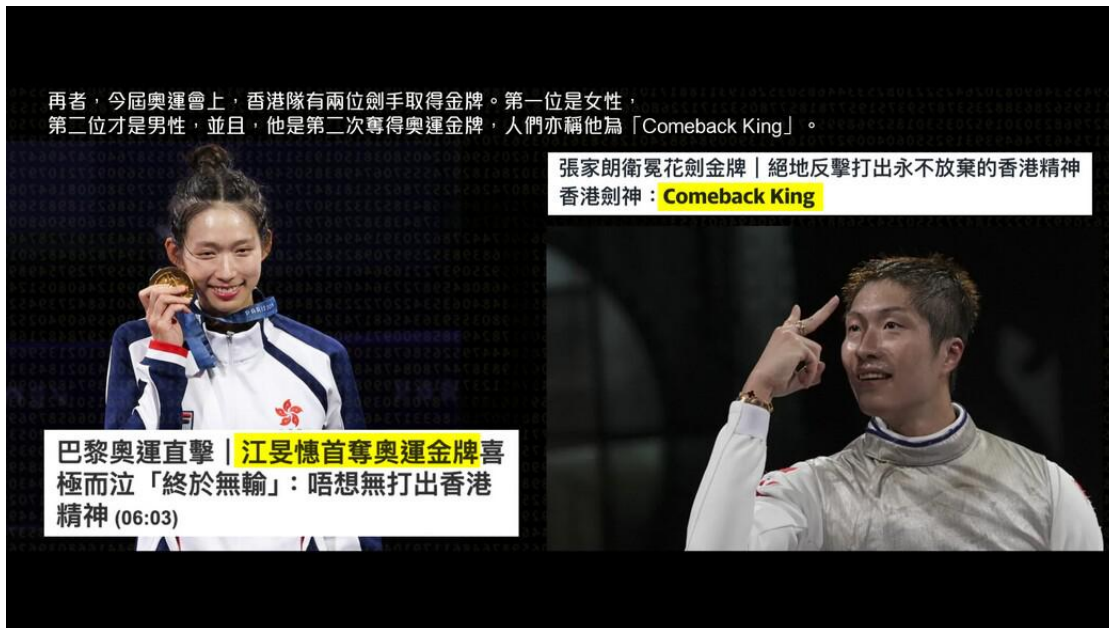 再者，今屆奧運會上，香港隊有兩位劍手取得金牌。第一位是女性，
第二位才是男性，並且，他是第二次奪得奧運金牌，人們亦稱他為「Comeback King」。
張家朗衛冕花劍金牌｜絕地反擊打出永不放棄的香港精神
香港劍神：Comeback King
巴黎奧運直擊｜江旻憓首奪奧運金牌喜
極而泣「終於無輸」：唔想無打出香港
精神 (06:03)